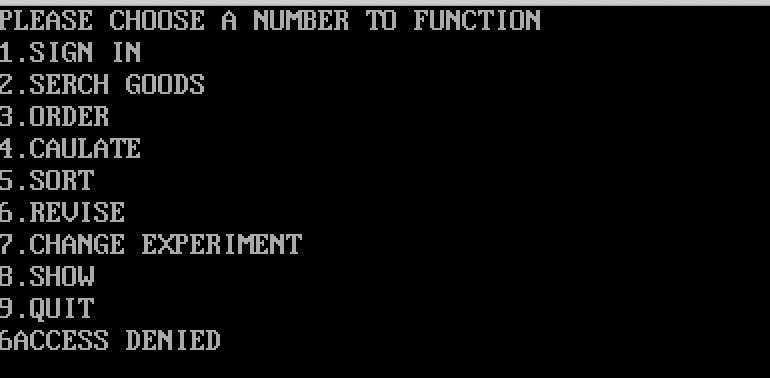 PLEASE CHOOSE A NUMBER TO FUNCTION
1.SIGN IN
2.SERCH GOODS
3.ORDER
4.CAULATE
5.SORT
6.REVISE
7.CHANGE EXPERIMENT
8.SHOW
9.QUIT
6ACCESS DENIED